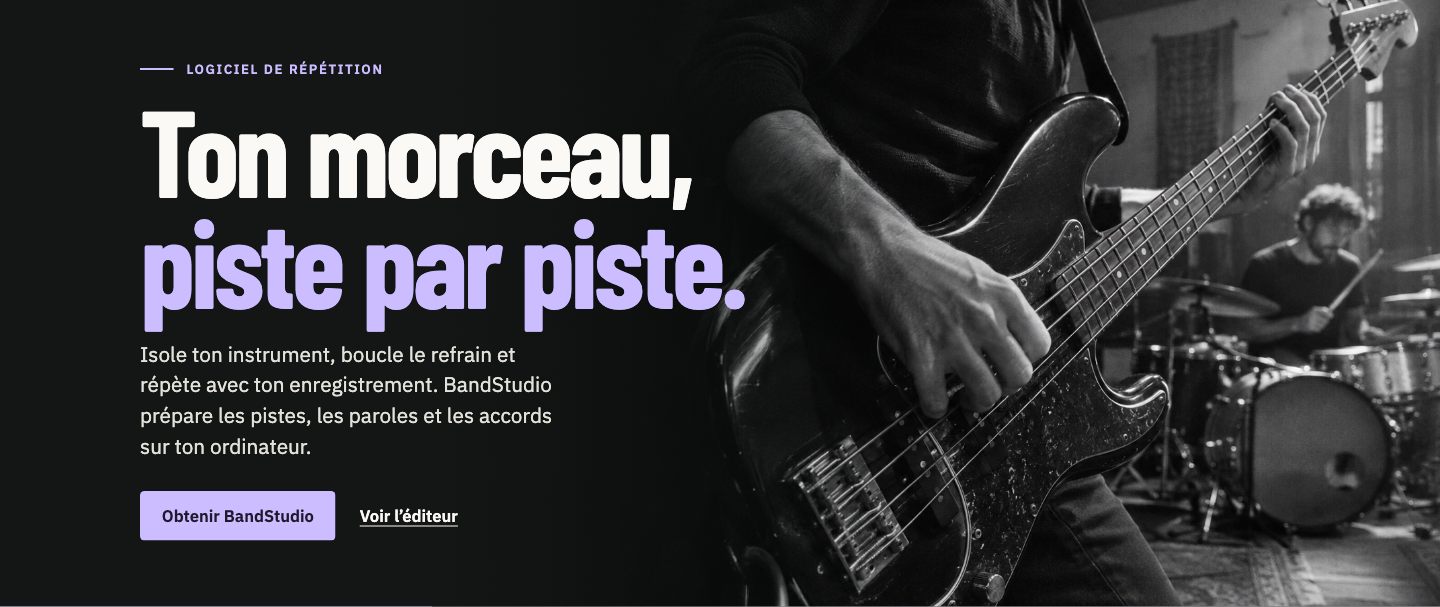 LOGICIEL DE RÉPÉTITION
Ton morceau,
piste par piste.
Isole ton instrument, boucle le refrain et
répète avec ton enregistrement. BandStudio
prépare les pistes, les paroles et les accords
sur ton ordinateur.
Obtenir BandStudio
Voir l’éditeur